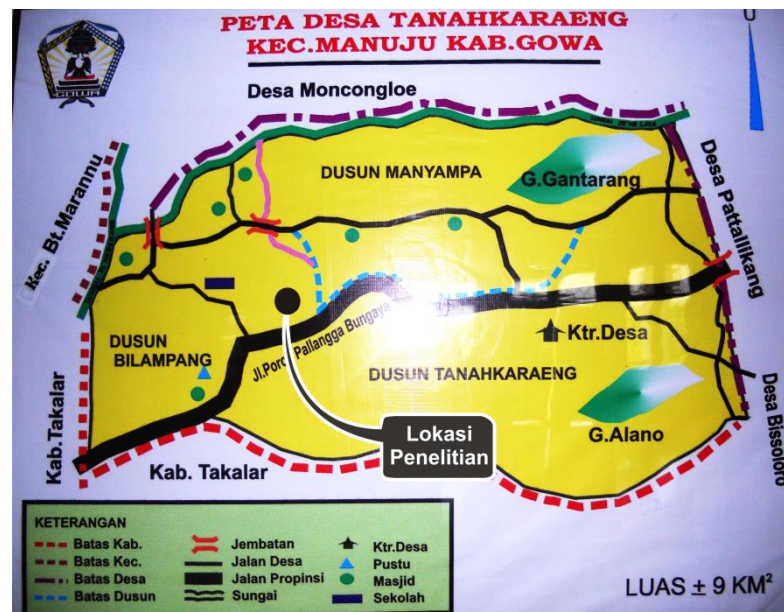 PETA DESA TANAHKARAENG
KEC.MANUJU KAB.GOWA
U
GOWA
Desa Moncongloe
Kec. Bt.Marannu
DUSUN MANYAMPA
G.Gantarang
Desa Pattallikang
DUSUN
BILAMPANG
Jl.Poros Pallangga Bungaya
Ktr.Desa
DUSUN TANAHKARAENG
G.Alano
Lokasi
Penelitian
Kab.Takalar
Kab. Takalar
Desa Bissoloro
KETERANGAN
Batas Kab.
Batas Kec.
Batas Desa
Batas Dusun
Jembatan
Jalan Desa
Jalan Propinsi
Sungai
Ktr.Desa
Pustu
Masjid
Sekolah
LUAS ± 9 KM²